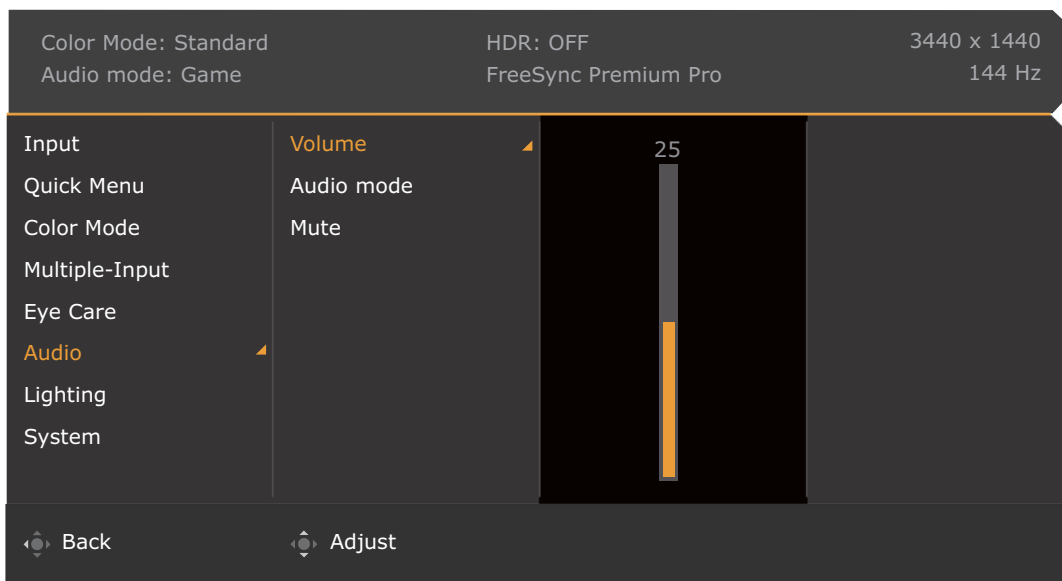 Color Mode: Standard
HDR: OFF
3440 x 1440
Audio mode: Game
FreeSync Premium Pro
144 Hz
Input
Volume
25
Quick Menu
Audio mode
Color Mode
Mute
Multiple-Input
Eye Care
Audio
Lighting
System
Back
Adjust